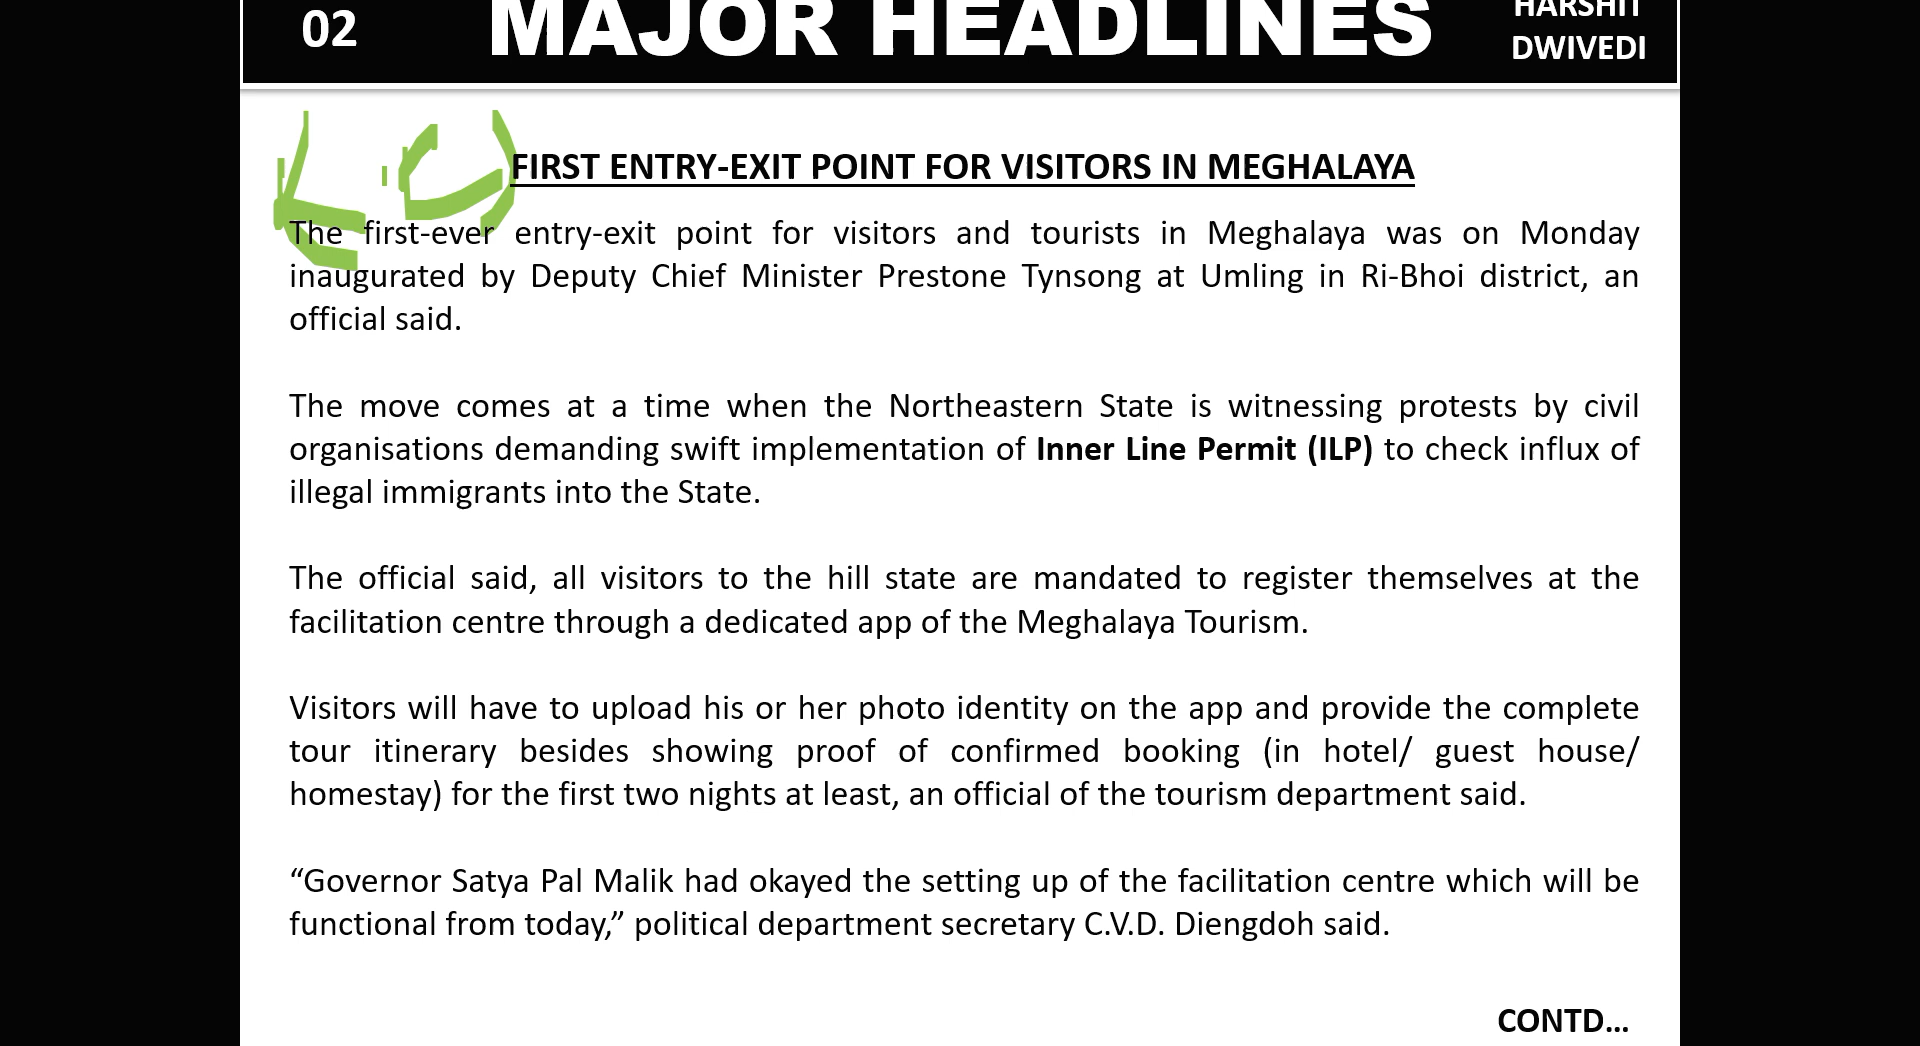 02
MAJOR HEADLINES
HARSHIT
DWIVEDI
FIRST ENTRY-EXIT POINT FOR VISITORS IN MEGHALAYA
The first-ever entry-exit point for visitors and tourists in Meghalaya was on Monday
inaugurated by Deputy Chief Minister Prestone Tynsong at Umling in Ri-Bhoi district, an
official said.
The move comes at a time when the Northeastern State is witnessing protests by civil
organisations demanding swift implementation of Inner Line Permit (ILP) to check influx of
illegal immigrants into the State.
The official said, all visitors to the hill state are mandated to register themselves at the
facilitation centre through a dedicated app of the Meghalaya Tourism.
Visitors will have to upload his or her photo identity on the app and provide the complete
tour itinerary besides showing proof of confirmed booking (in hotel/ guest house/
homestay) for the first two nights at least, an official of the tourism department said.
“Governor Satya Pal Malik had okayed the setting up of the facilitation centre which will be
functional from today,” political department secretary C.V.D. Diengdoh said.
CONTD...